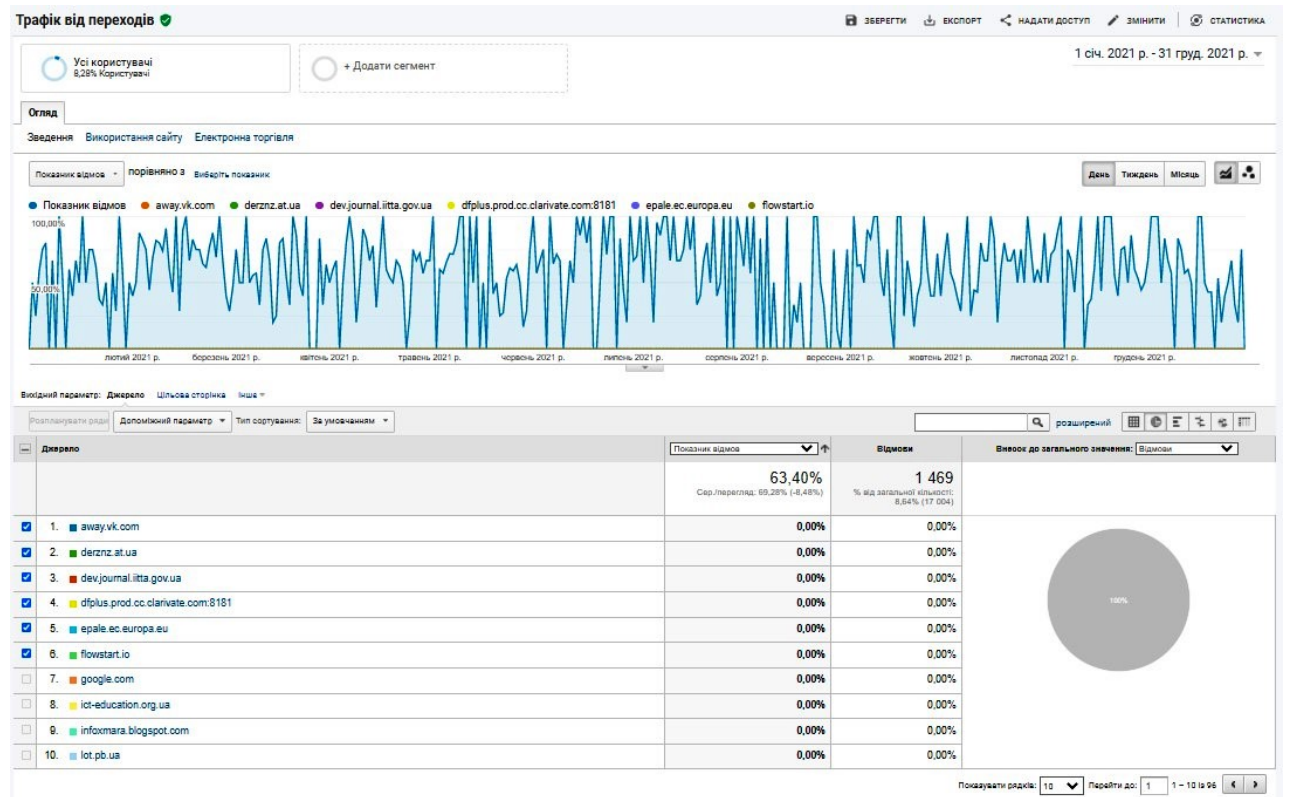 Трафік від переходів
ЗБЕРЕГТИ ЕКСПОРТ НАДАТИ ДОСТУП ЗМІНИТИ СТАТИСТИКА
Усі користувачі
8,28% Користувачі
+ Додати сегмент
1 січ. 2021 р. - 31 груд. 2021 р.
Огляд
Зведення Використання сайту Електронна торгівля
Показник відмов порівняно з Виберіть показник
День Тиждень Місяць
Показник відмов away.vk.com derznz.at.ua dev.journal.iitta.gov.ua dfplus.prod.cc.clarivate.com:8181 epale.ec.europa.eu flowstart.io
100,00%
50,00%
лютий 2021 р. березень 2021 р. квітень 2021 р. травень 2021 р. червень 2021 р. липень 2021 р. серпень 2021 р. вересень 2021 р. жовтень 2021 р. листопад 2021 р. грудень 2021 р.
Вихідний параметр: Джерело Цільова сторінка Інше
Розпланувати ряди Допоміжний параметр Тип сортування: За умовчанням розширений
Джерело Показник відмов Відмови Внесок до загального значення: Відмови
63,40% 1 469
Сер./перегляд: 69,28% (-8,48%) % від загальної кількості:
8,64% (17 004)
1. away.vk.com 0,00% 0,00%
2. derznz.at.ua 0,00% 0,00%
3. dev.journal.iitta.gov.ua 0,00% 0,00%
4. dfplus.prod.cc.clarivate.com:8181 0,00% 0,00%
5. epale.ec.europa.eu 0,00% 0,00%
6. flowstart.io 0,00% 0,00%
7. google.com 0,00% 0,00%
8. ict-education.org.ua 0,00% 0,00%
9. infoxmara.blogspot.com 0,00% 0,00%
10. lot.pb.ua 0,00% 0,00%
100%
Показувати рядків: 10 Перейти до: 1 1 – 10 із 96